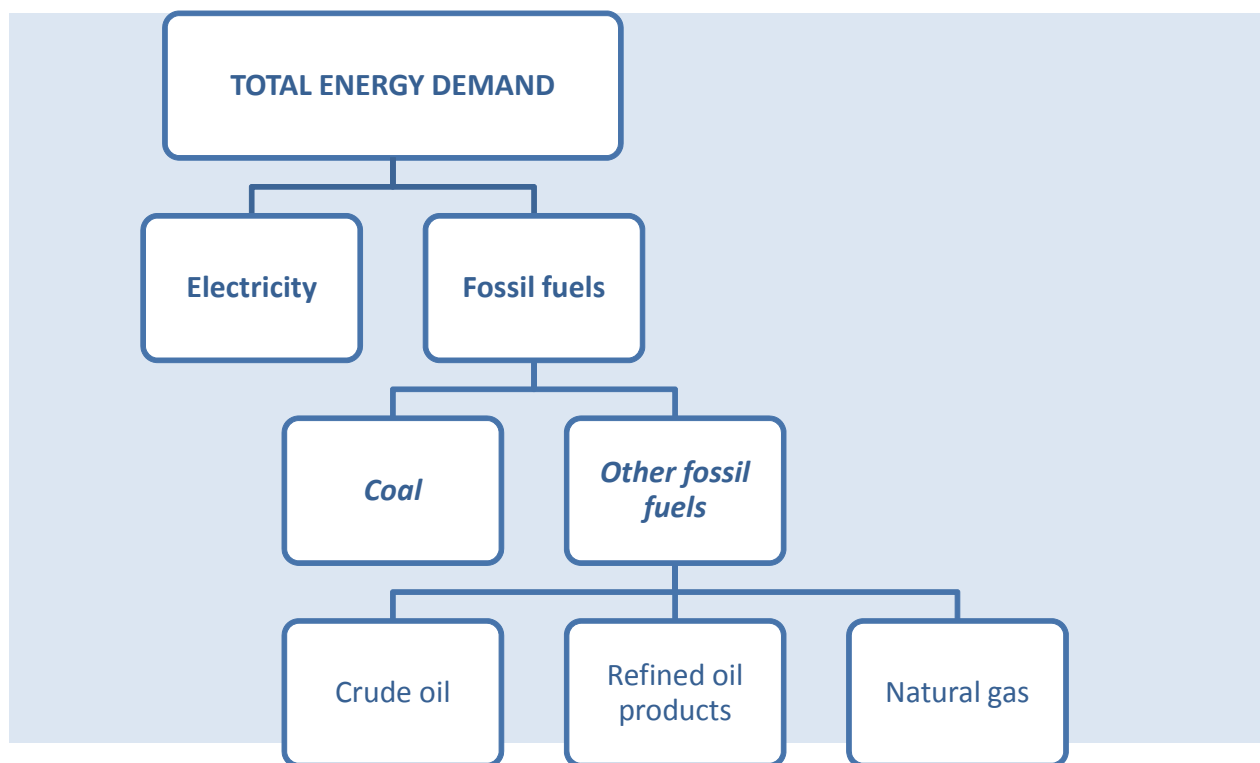 TOTAL ENERGY DEMAND
Electricity
Fossil fuels
Coal
Other fossil
fuels
Crude oil
Refined oil
products
Natural gas